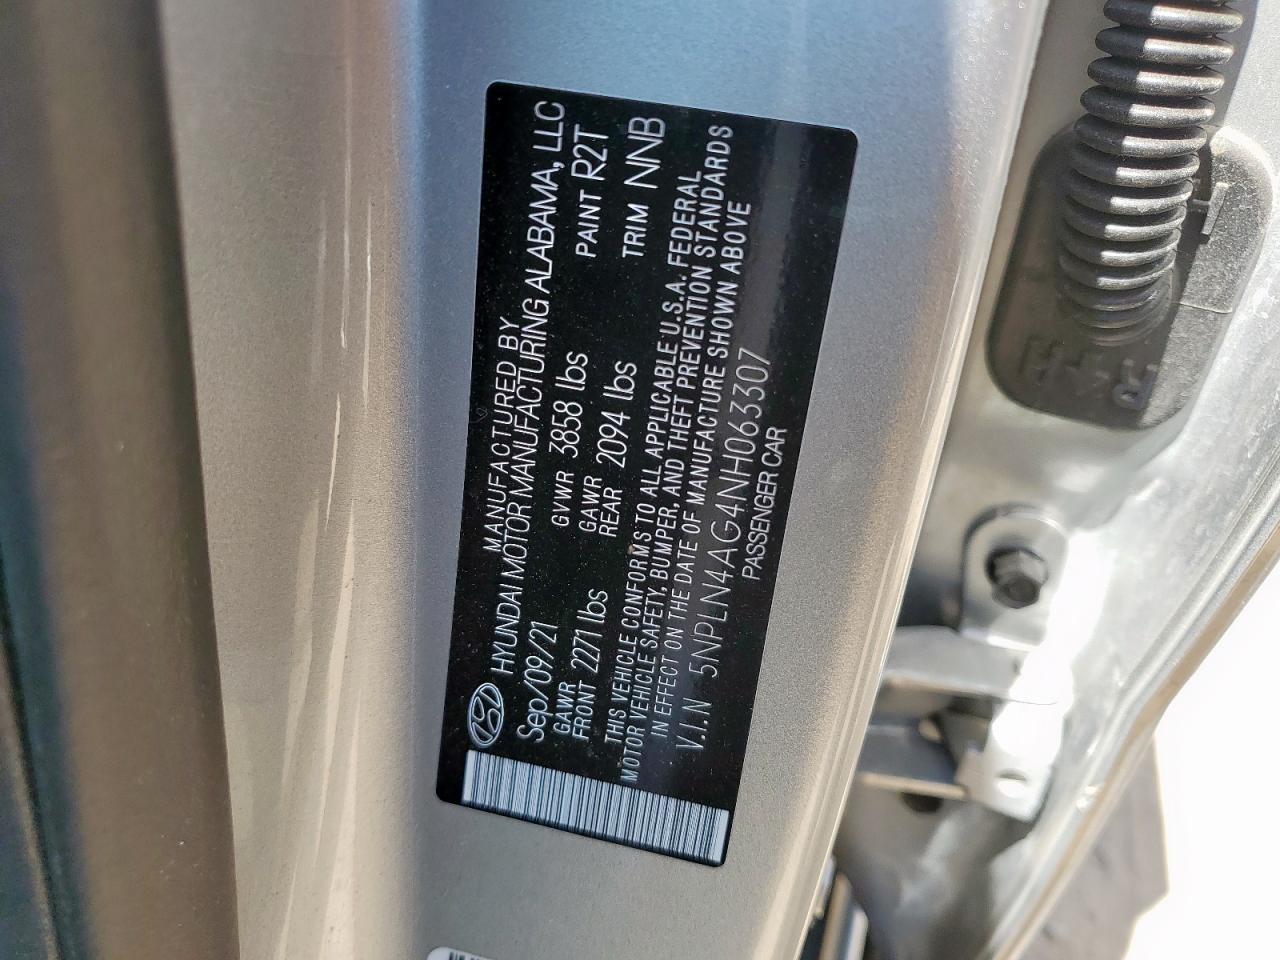 MANUFACTURED BY
HYUNDAI MOTOR MANUFACTURING ALABAMA, LLC
Sep/09/21 GVWR 3858 lbs PAINT R2T
GAWR FRONT 2271 lbs GAWR REAR 2094 lbs TRIM NNB
THIS VEHICLE CONFORMS TO ALL APPLICABLE U.S.A. FEDERAL
MOTOR VEHICLE SAFETY, BUMPER, AND THEFT PREVENTION STANDARDS
IN EFFECT ON THE DATE OF MANUFACTURE SHOWN ABOVE
V.I.N 5NPLN4AG4NH063307
PASSENGER CAR